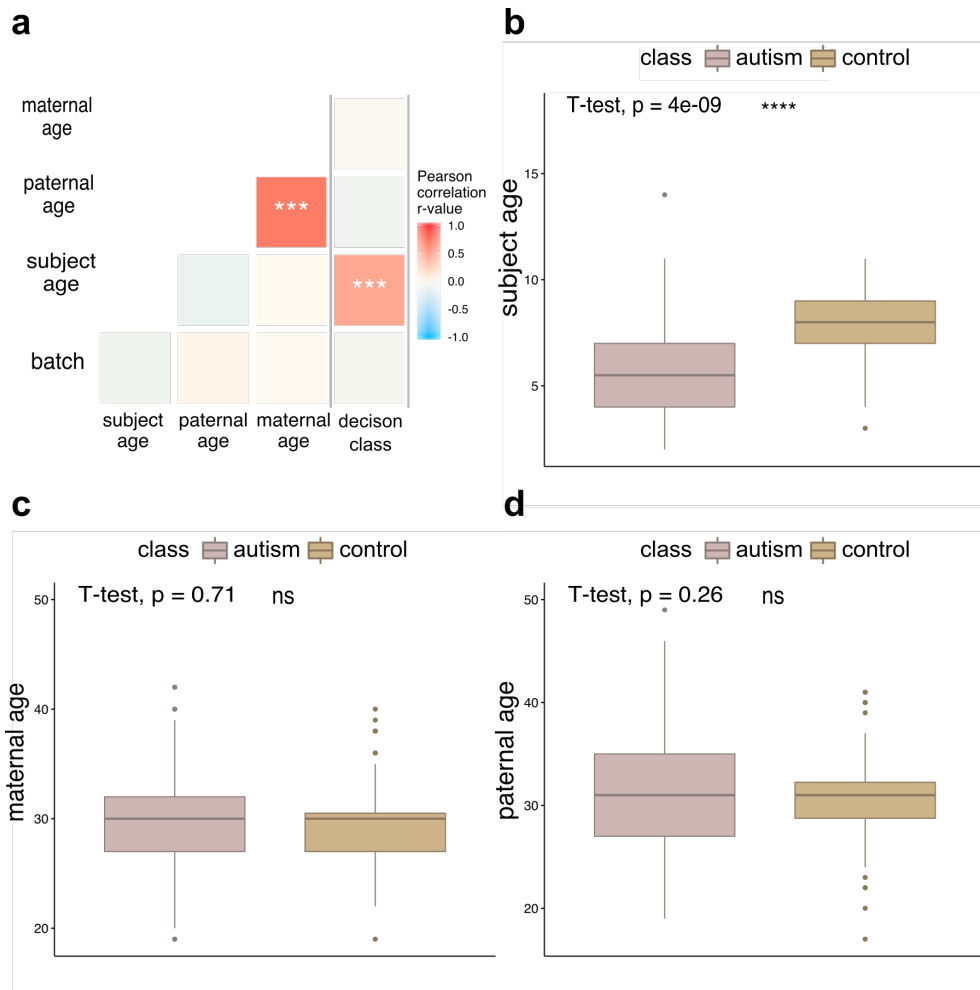 a
maternal
age
paternal
age
subject
age
batch
***
***
subject
age
paternal
age
maternal
age
decison
class
Pearson
correlation
r-value
1.0
0.5
0.0
-0.5
-1.0
b
class autism control
T-test, p = 4e-09 ****
subject age
15
10
5
c
class autism control
T-test, p = 0.71 ns
maternal age
50
40
30
20
d
class autism control
T-test, p = 0.26 ns
paternal age
50
40
30
20